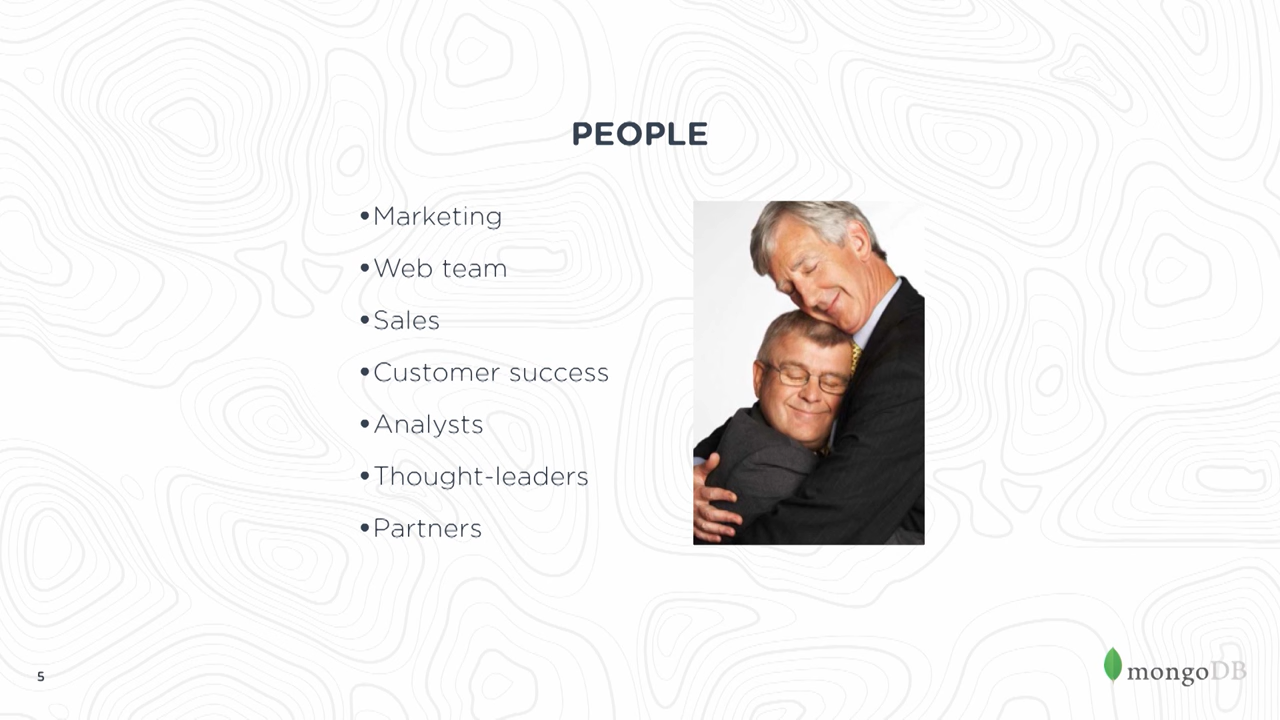 PEOPLE
•Marketing
•Web team
•Sales
•Customer success
•Analysts
•Thought-leaders
•Partners
5
mongoDB